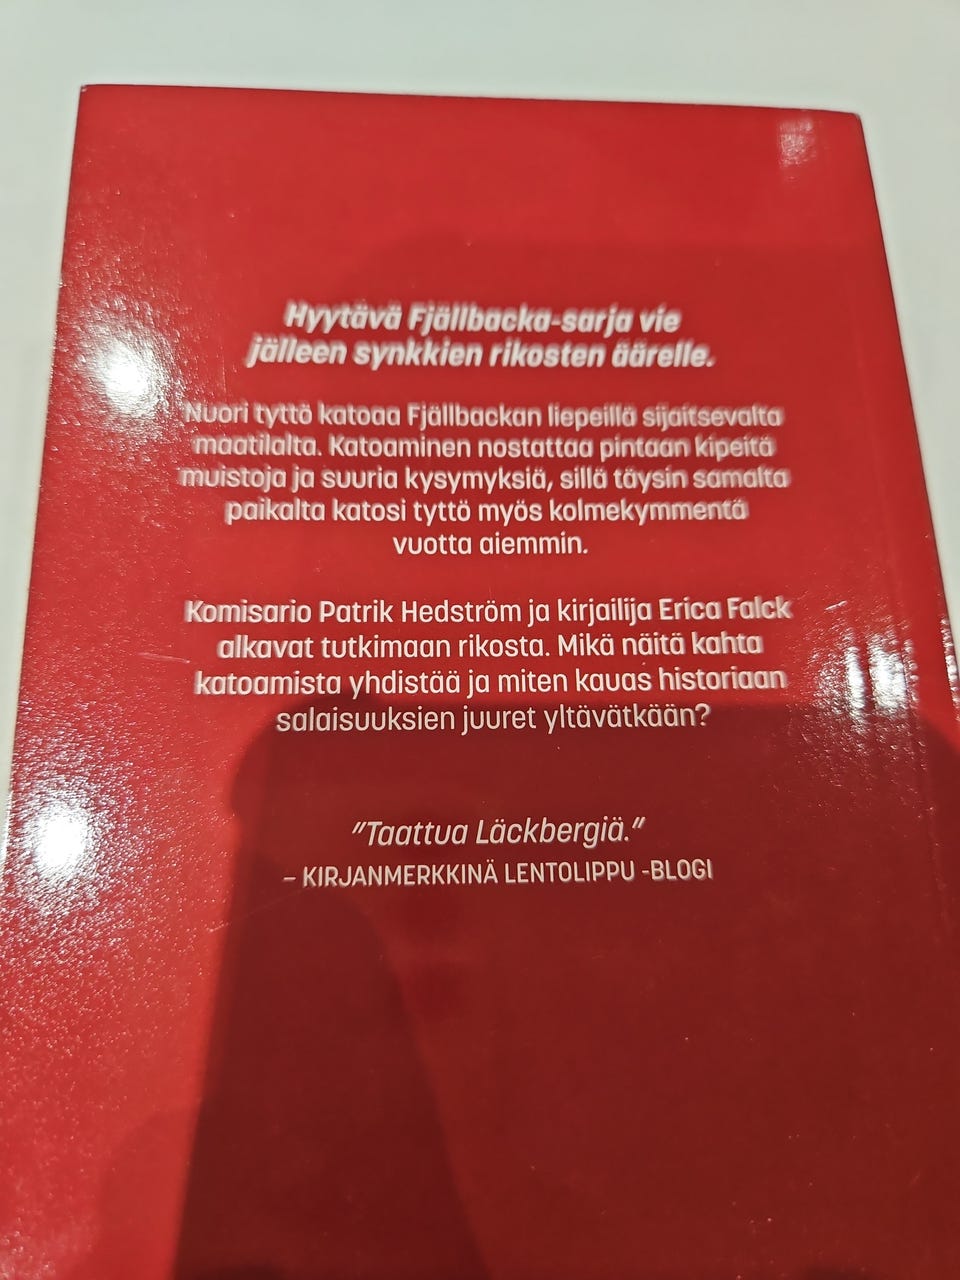 Hyytävä Fjällbacka-sarja vie
jälleen synkkien rikosten äärelle.
Nuori tyttö katoaa Fjällbackan liepeillä sijaitsevalta
maatilalta. Katoaminen nostattaa pintaan kipeitä
muistoja ja suuria kysymyksiä, sillä täysin samalta
paikalta katosi tyttö myös kolmekymmentä
vuotta aiemmin.
Komisario Patrik Hedström ja kirjailija Erica Falck
alkavat tutkimaan rikosta. Mikä näitä kahta
katoamista yhdistää ja miten kauas historiaan
salaisuuksien juuret yltävätkään?
"Taattua Läckbergiä."
– KIRJANMERKKINÄ LENTOLIPPU -BLOGI